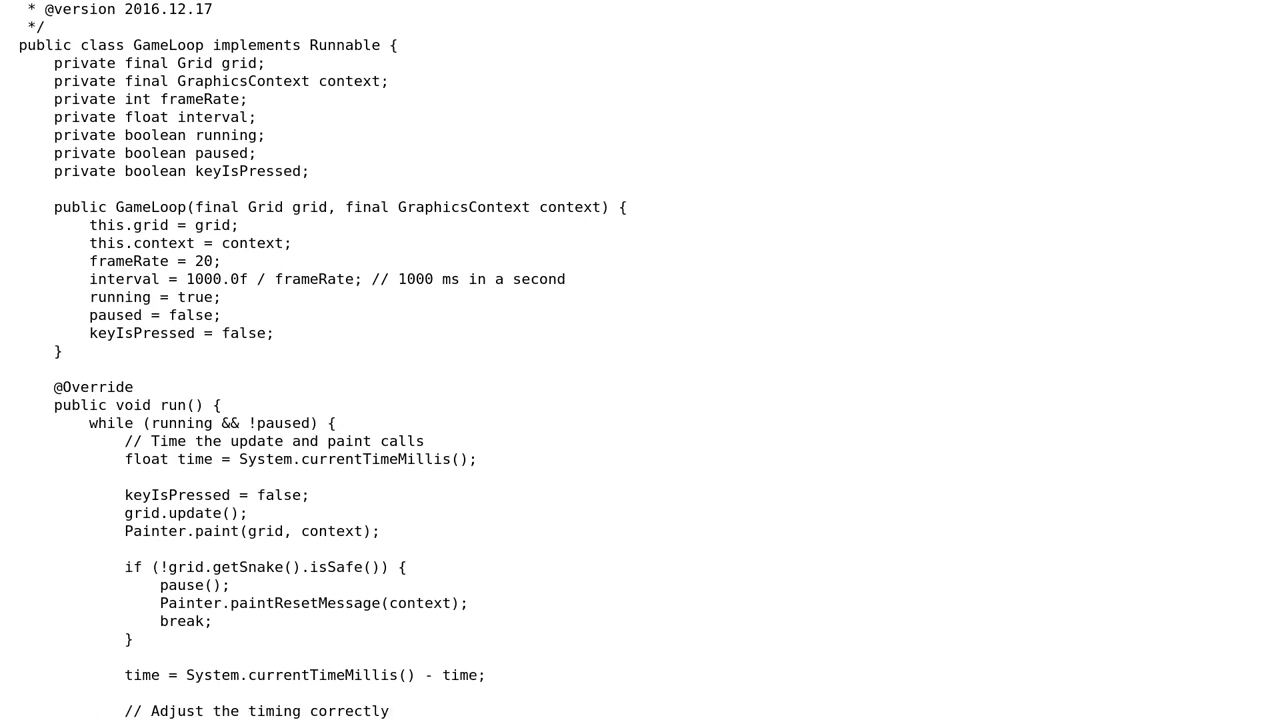 * @version 2016.12.17
 */
public class GameLoop implements Runnable {
    private final Grid grid;
    private final GraphicsContext context;
    private int frameRate;
    private float interval;
    private boolean running;
    private boolean paused;
    private boolean keyIsPressed;

    public GameLoop(final Grid grid, final GraphicsContext context) {
        this.grid = grid;
        this.context = context;
        frameRate = 20;
        interval = 1000.0f / frameRate; // 1000 ms in a second
        running = true;
        paused = false;
        keyIsPressed = false;
    }

    @Override
    public void run() {
        while (running && !paused) {
            // Time the update and paint calls
            float time = System.currentTimeMillis();

            keyIsPressed = false;
            grid.update();
            Painter.paint(grid, context);

            if (!grid.getSnake().isSafe()) {
                pause();
                Painter.paintResetMessage(context);
                break;
            }

            time = System.currentTimeMillis() - time;

            // Adjust the timing correctly